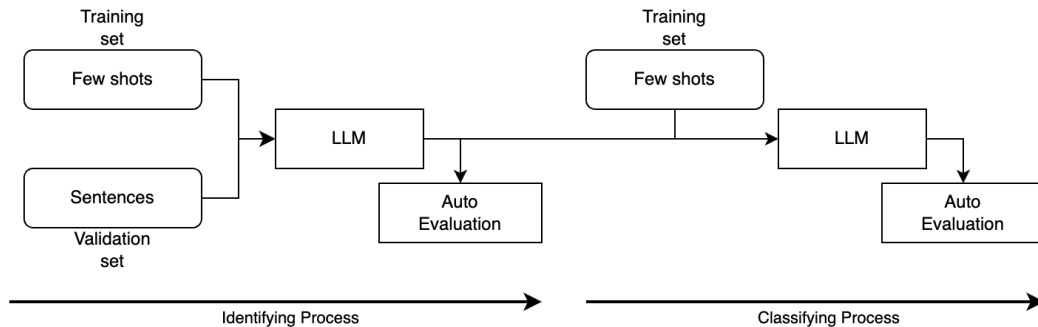 Training
set
Few shots
Sentences
Validation
set
LLM
Auto
Evaluation
Identifying Process
Training
set
Few shots
LLM
Auto
Evaluation
Classifying Process